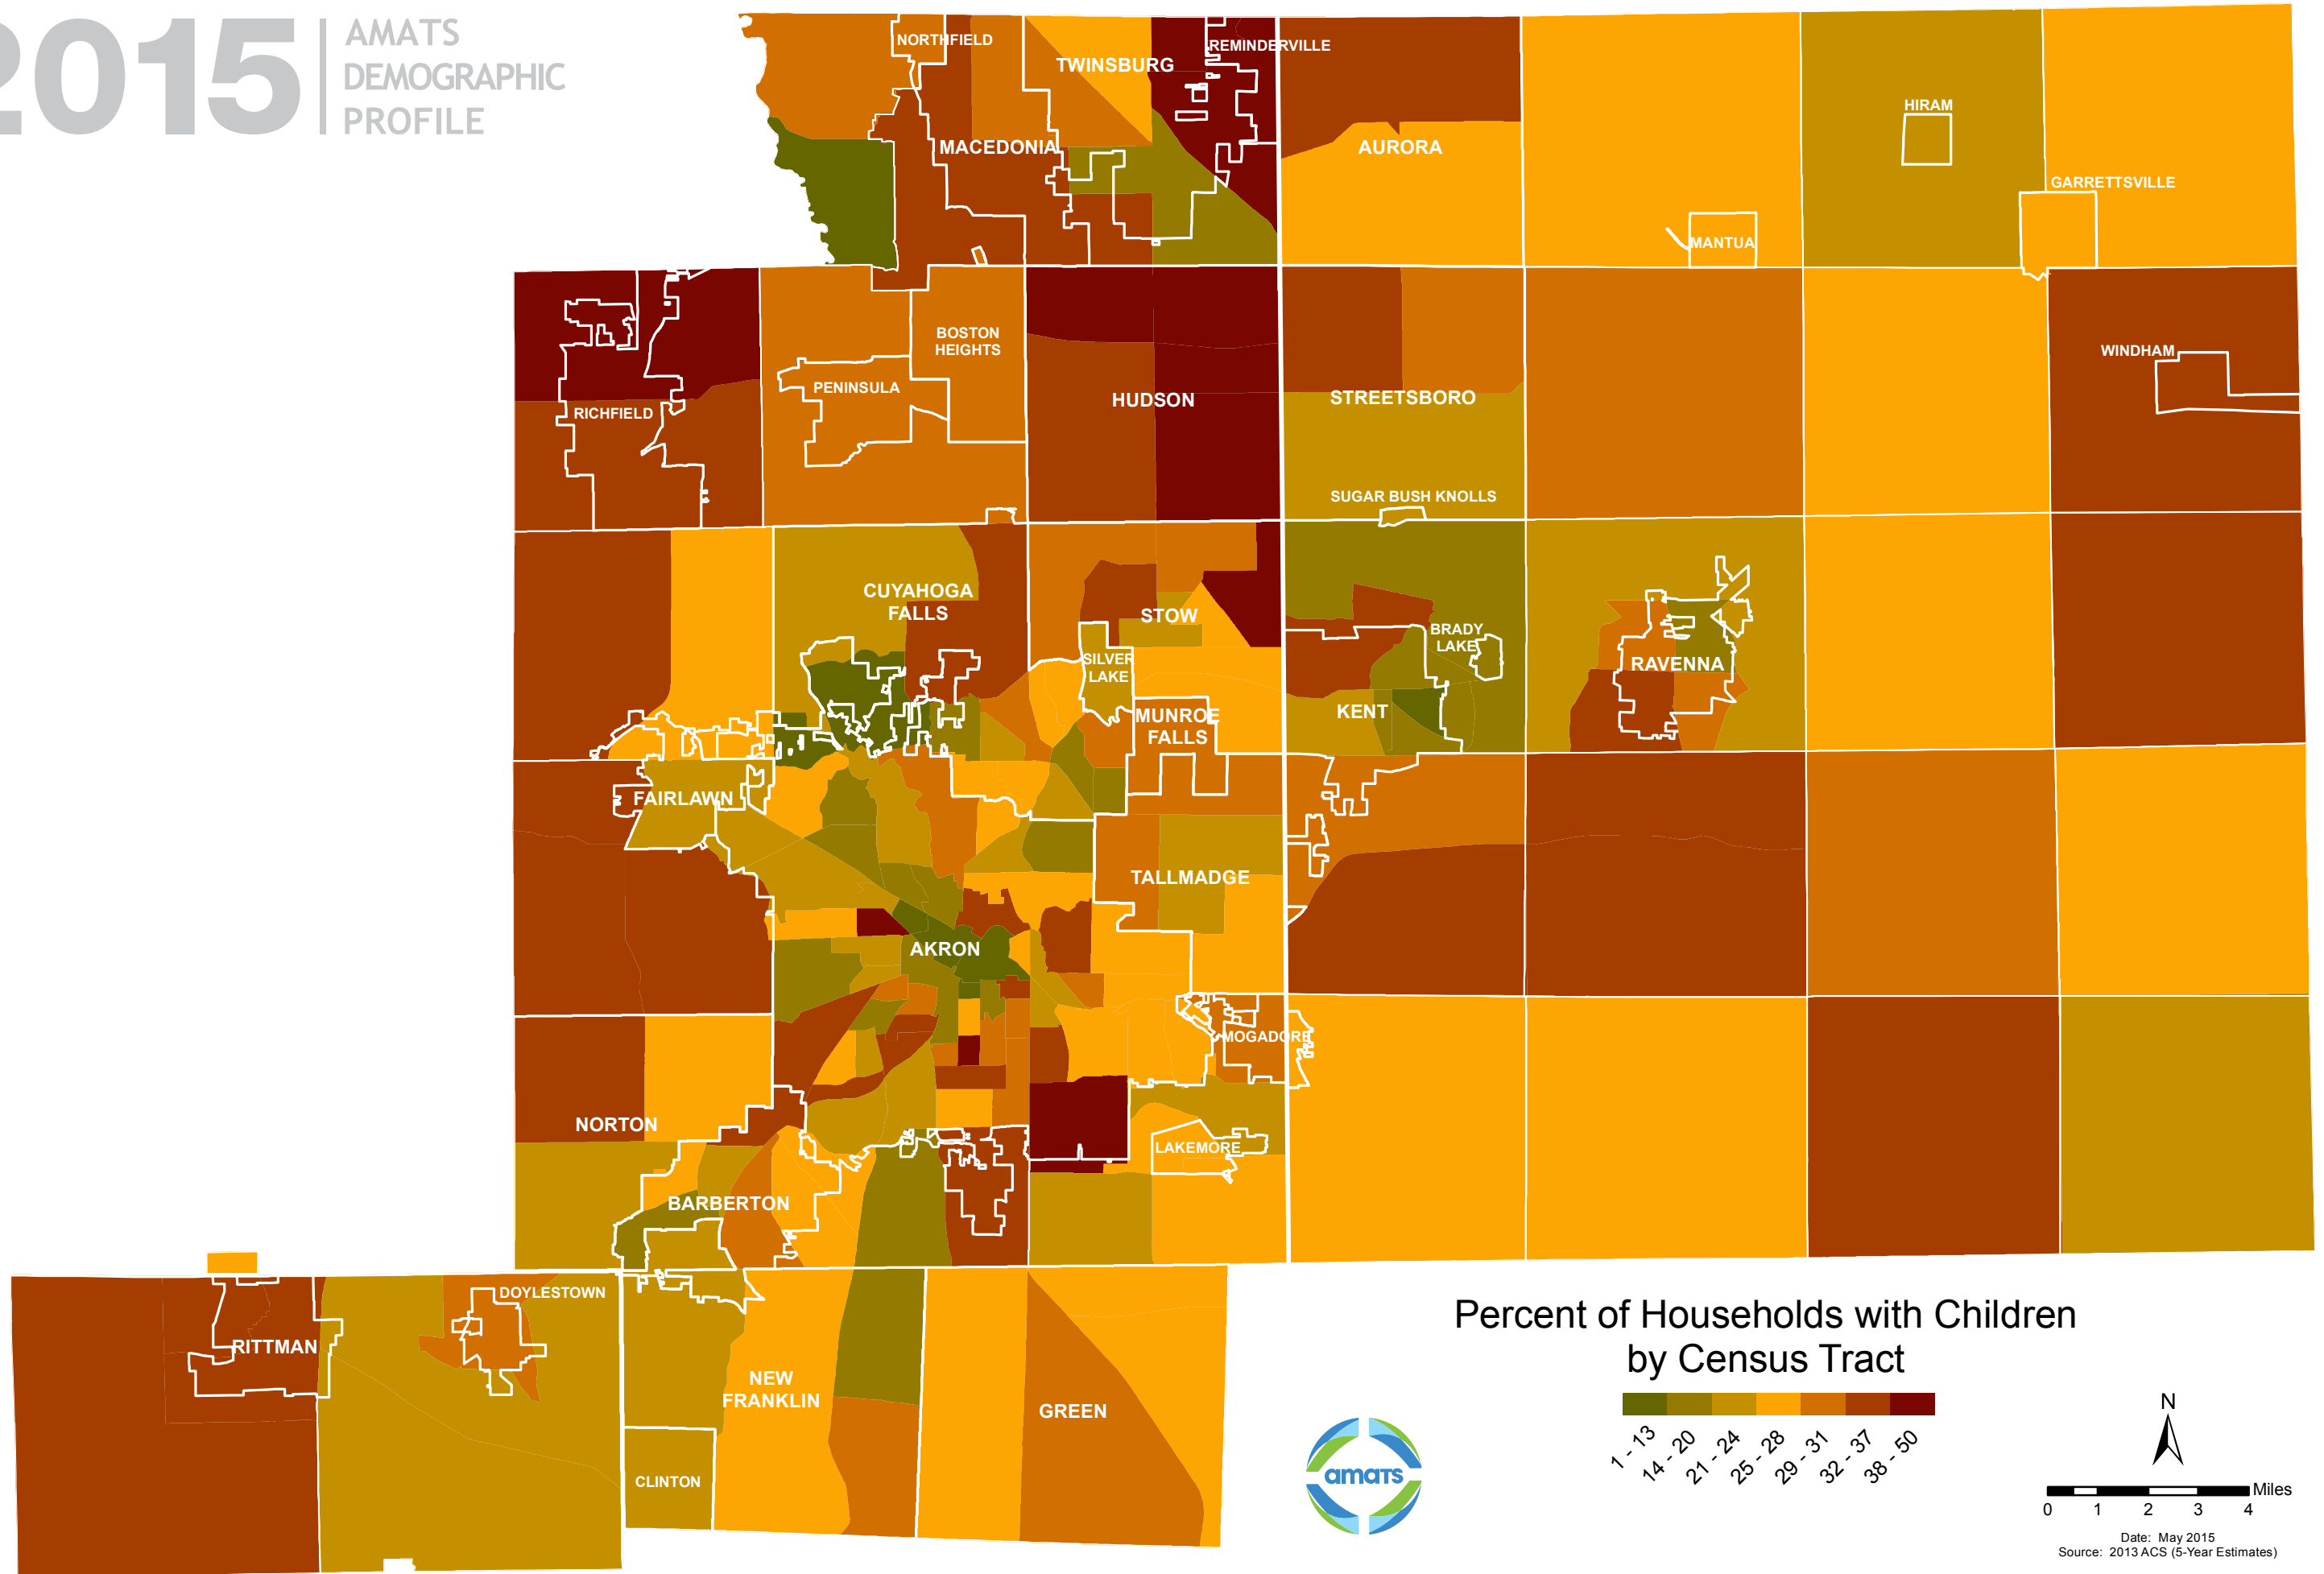 2015
AMATS
DEMOGRAPHIC
PROFILE
NORTHFIELD
REMINDERVILLE
TWINSBURG
HIRAM
MACEDONIA
AURORA
GARRETTSVILLE
MANTUA
BOSTON
HEIGHTS
WINDHAM
PENINSULA
HUDSON
STREETSBORO
RICHFIELD
SUGAR BUSH KNOLLS
CUYAHOGA
FALLS
STOW
BRADY
LAKE
SILVER
LAKE
RAVENNA
MUNROE
FALLS
KENT
FAIRLAWN
TALLMADGE
AKRON
MOGADORE
NORTON
LAKEMORE
BARBERTON
DOYLESTOWN
RITTMAN
NEW
FRANKLIN
GREEN
CLINTON
Percent of Households with Children
by Census Tract
1 - 13
14 - 20
21 - 24
25 - 28
29 - 31
32 - 37
38 - 50
amats
N
Miles
0 1 2 3 4
Date: May 2015
Source: 2013 ACS (5-Year Estimates)